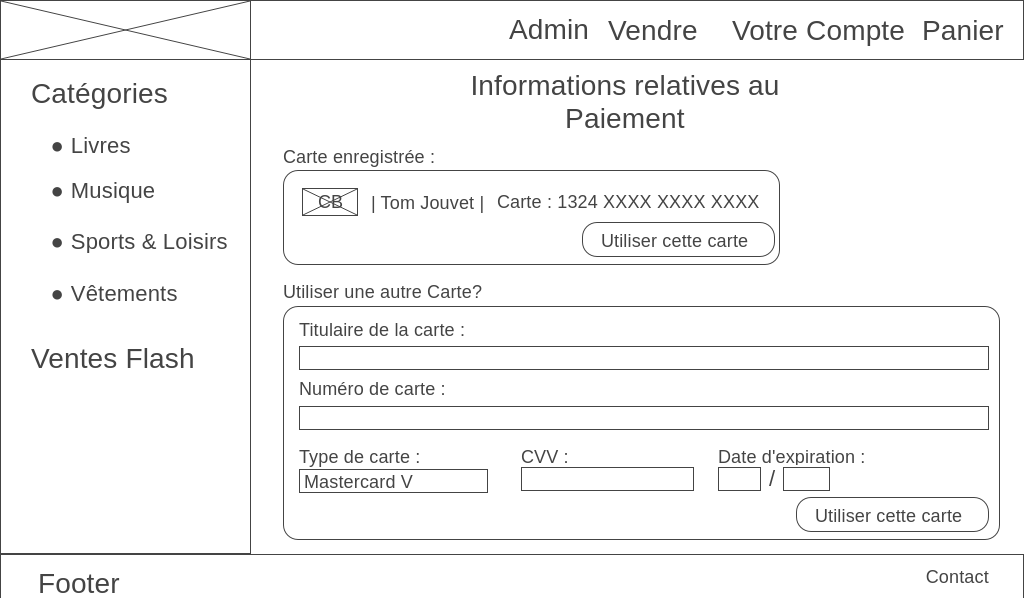 Admin Vendre Votre Compte Panier
Catégories
● Livres
● Musique
● Sports & Loisirs
● Vêtements
Ventes Flash
Informations relatives au
Paiement
Carte enregistrée :
CB | Tom Jouvet | Carte : 1324 XXXX XXXX XXXX
Utiliser cette carte
Utiliser une autre Carte?
Titulaire de la carte :
Numéro de carte :
Type de carte : CVV : Date d'expiration :
Mastercard V /
Utiliser cette carte
Footer Contact